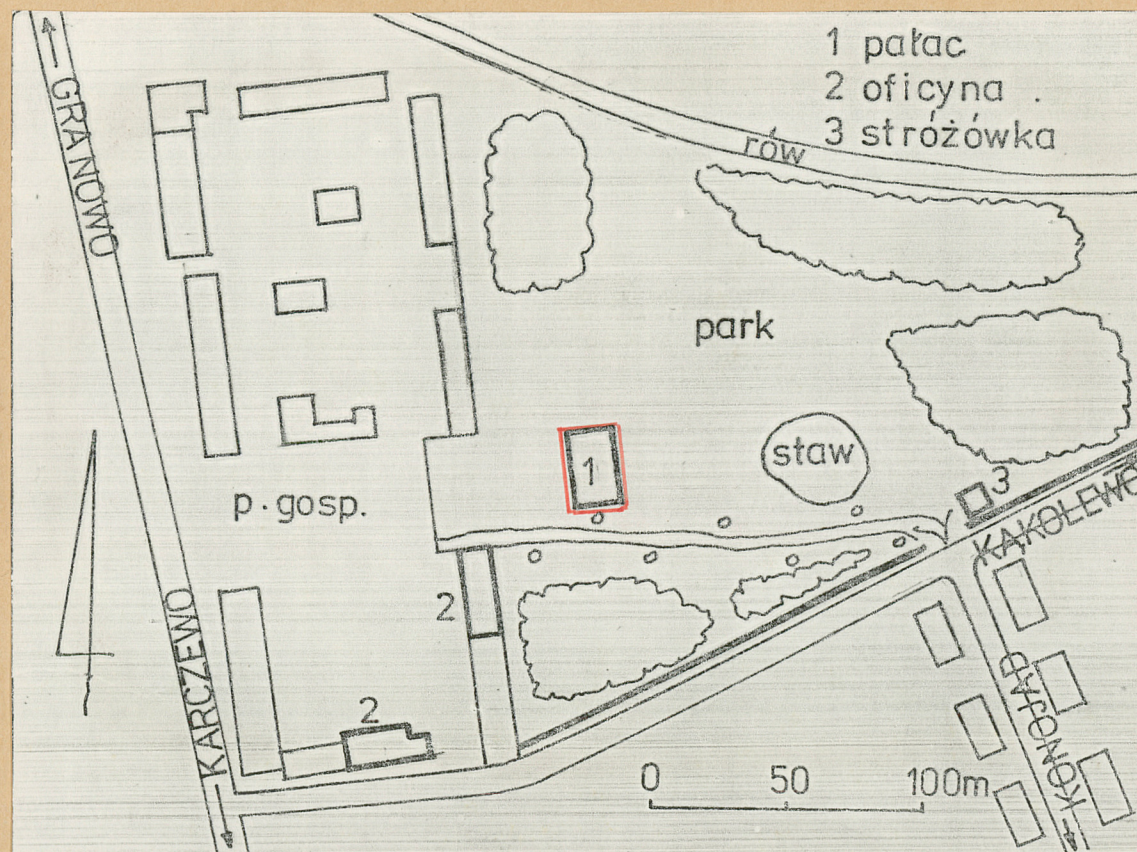 1 pałac
2 oficyna
3 stróżówka
GRANOWO
rów
park
1
staw
3
p. gosp.
KĄKOLEWO
2
KARCZEWO
2
KONOJAD
0 50 100m